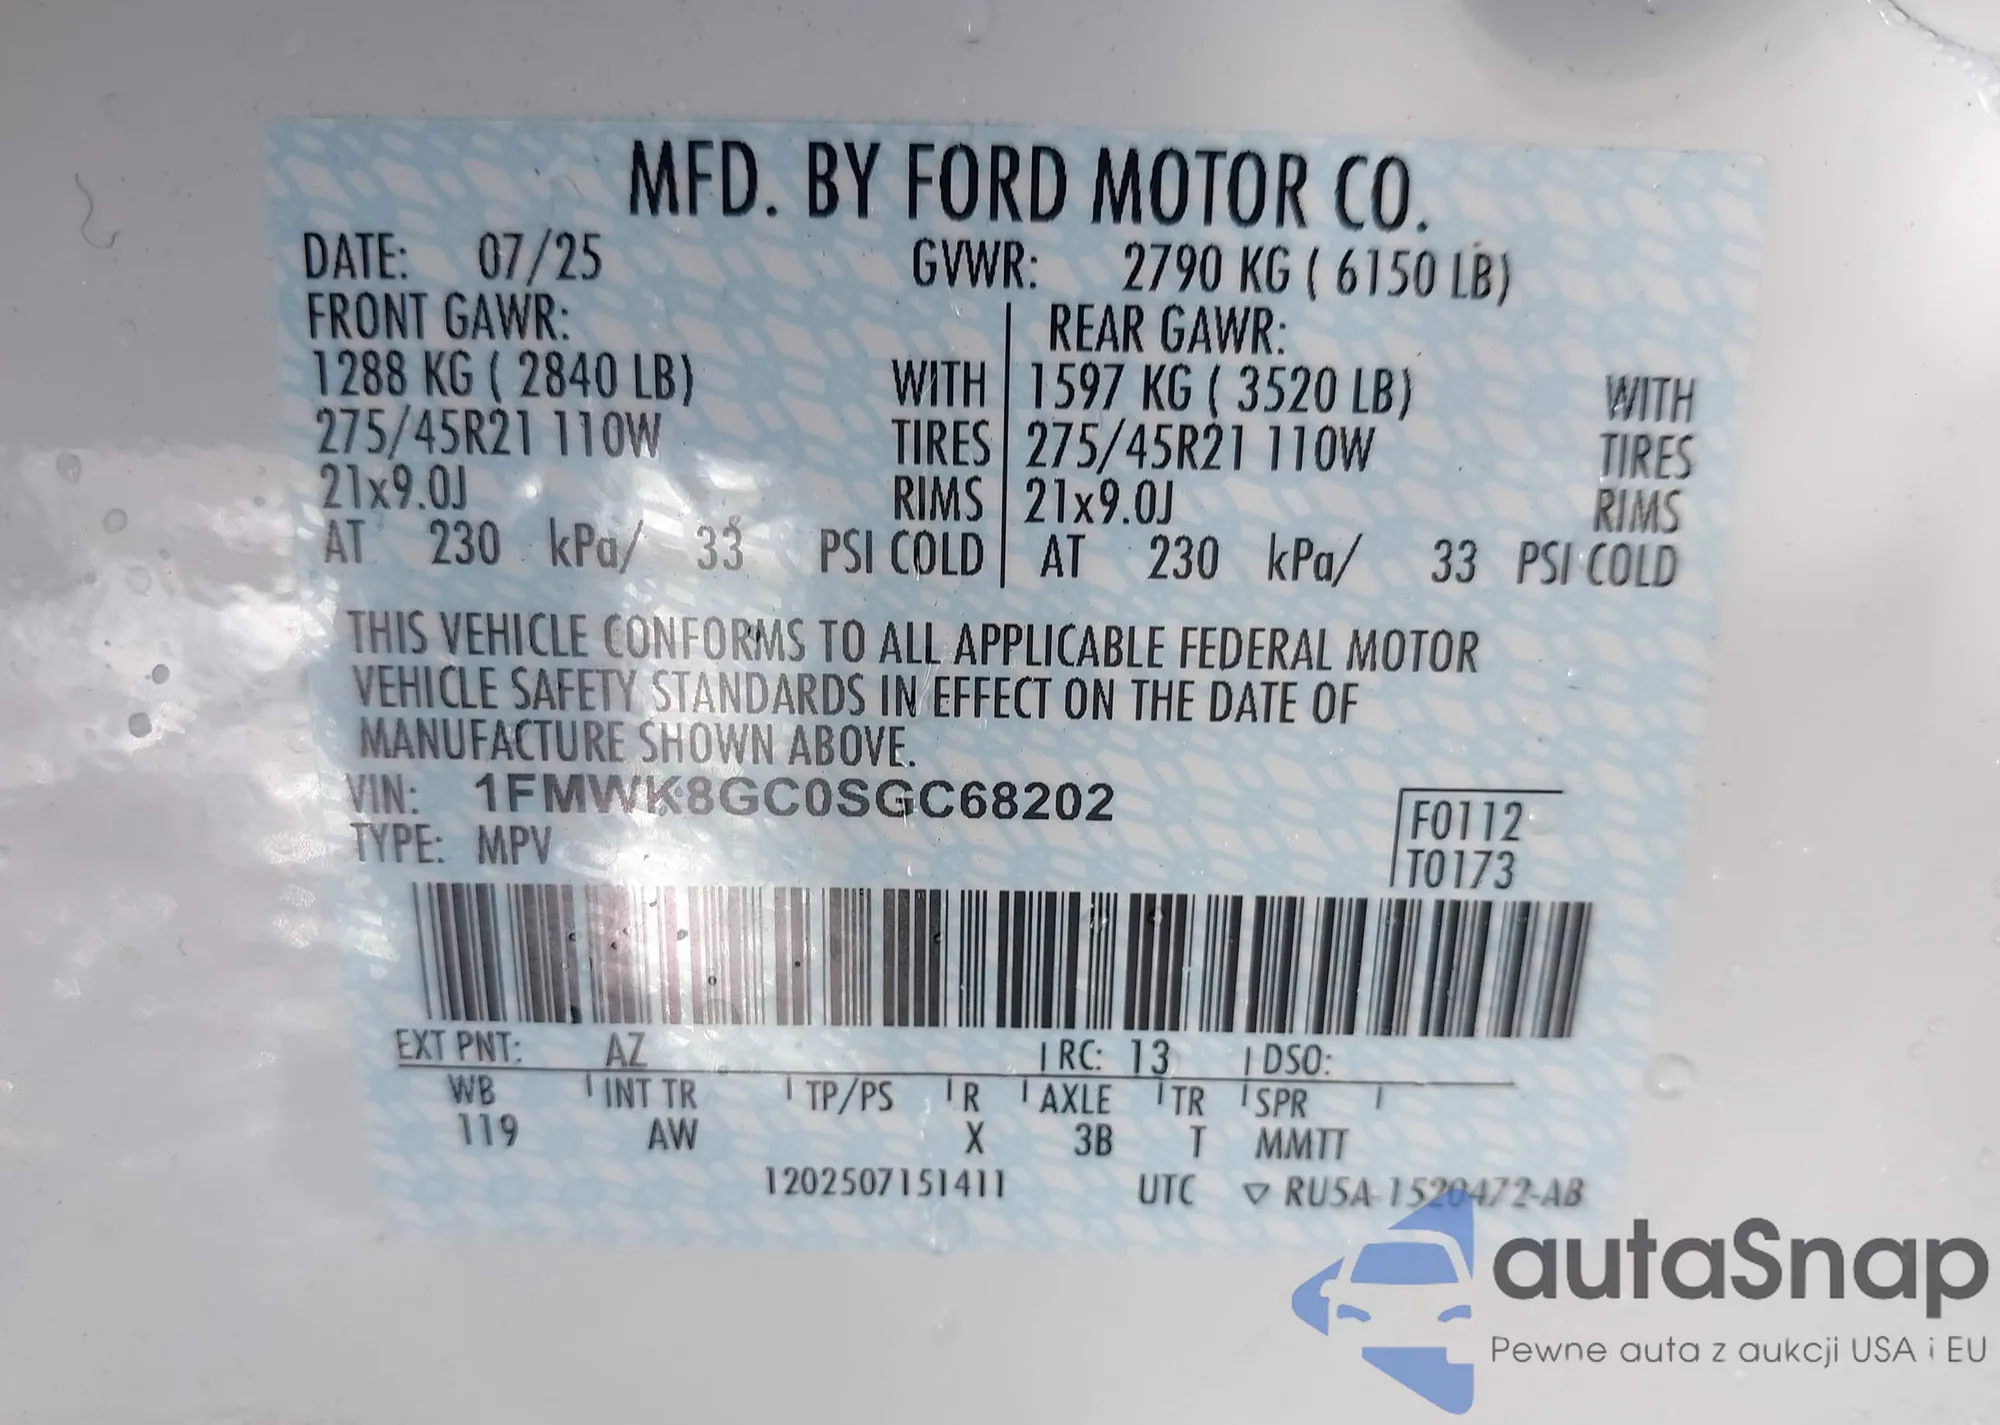 MFD. BY FORD MOTOR CO.
DATE: 07/25 GVWR: 2790 KG ( 6150 LB)
FRONT GAWR: REAR GAWR:
1288 KG ( 2840 LB) WITH 1597 KG ( 3520 LB) WITH
275/45R21 110W TIRES 275/45R21 110W TIRES
21x9.0J RIMS 21x9.0J RIMS
AT 230 kPa/ 33 PSI COLD AT 230 kPa/ 33 PSI COLD
THIS VEHICLE CONFORMS TO ALL APPLICABLE FEDERAL MOTOR
VEHICLE SAFETY STANDARDS IN EFFECT ON THE DATE OF
MANUFACTURE SHOWN ABOVE.
VIN: 1FMWK8GC0SGC68202
TYPE: MPV
F0112
T0173
EXT PNT: AZ RC: 13 DSO:
WB INT TR TP/PS R AXLE TR SPR
119 AW X 3B T MMTT
1202507151411 UTC ▽ RU5A-1520472-AB
autaSnap
Pewne auta z aukcji USA i EU